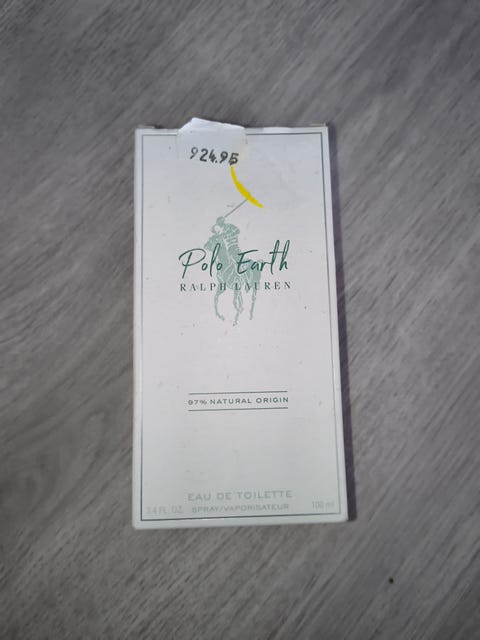 924.95
Polo Earth
RALPH LAUREN
97% NATURAL ORIGIN
EAU DE TOILETTE
3.4 FL. OZ. SPRAY/VAPORISATEUR 100 ml